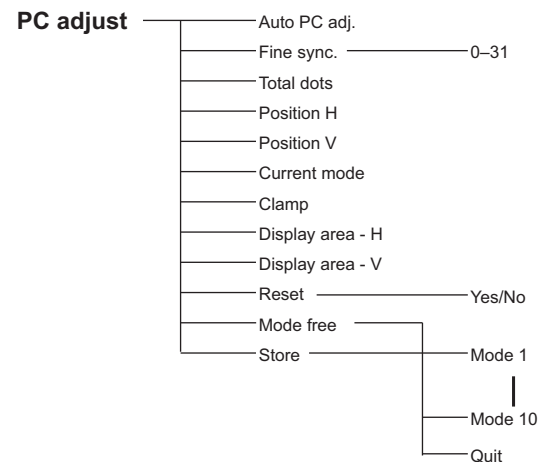 PC adjust
Auto PC adj.
Fine sync. 0–31
Total dots
Position H
Position V
Current mode
Clamp
Display area - H
Display area - V
Reset Yes/No
Mode free
Store Mode 1
Mode 10
Quit